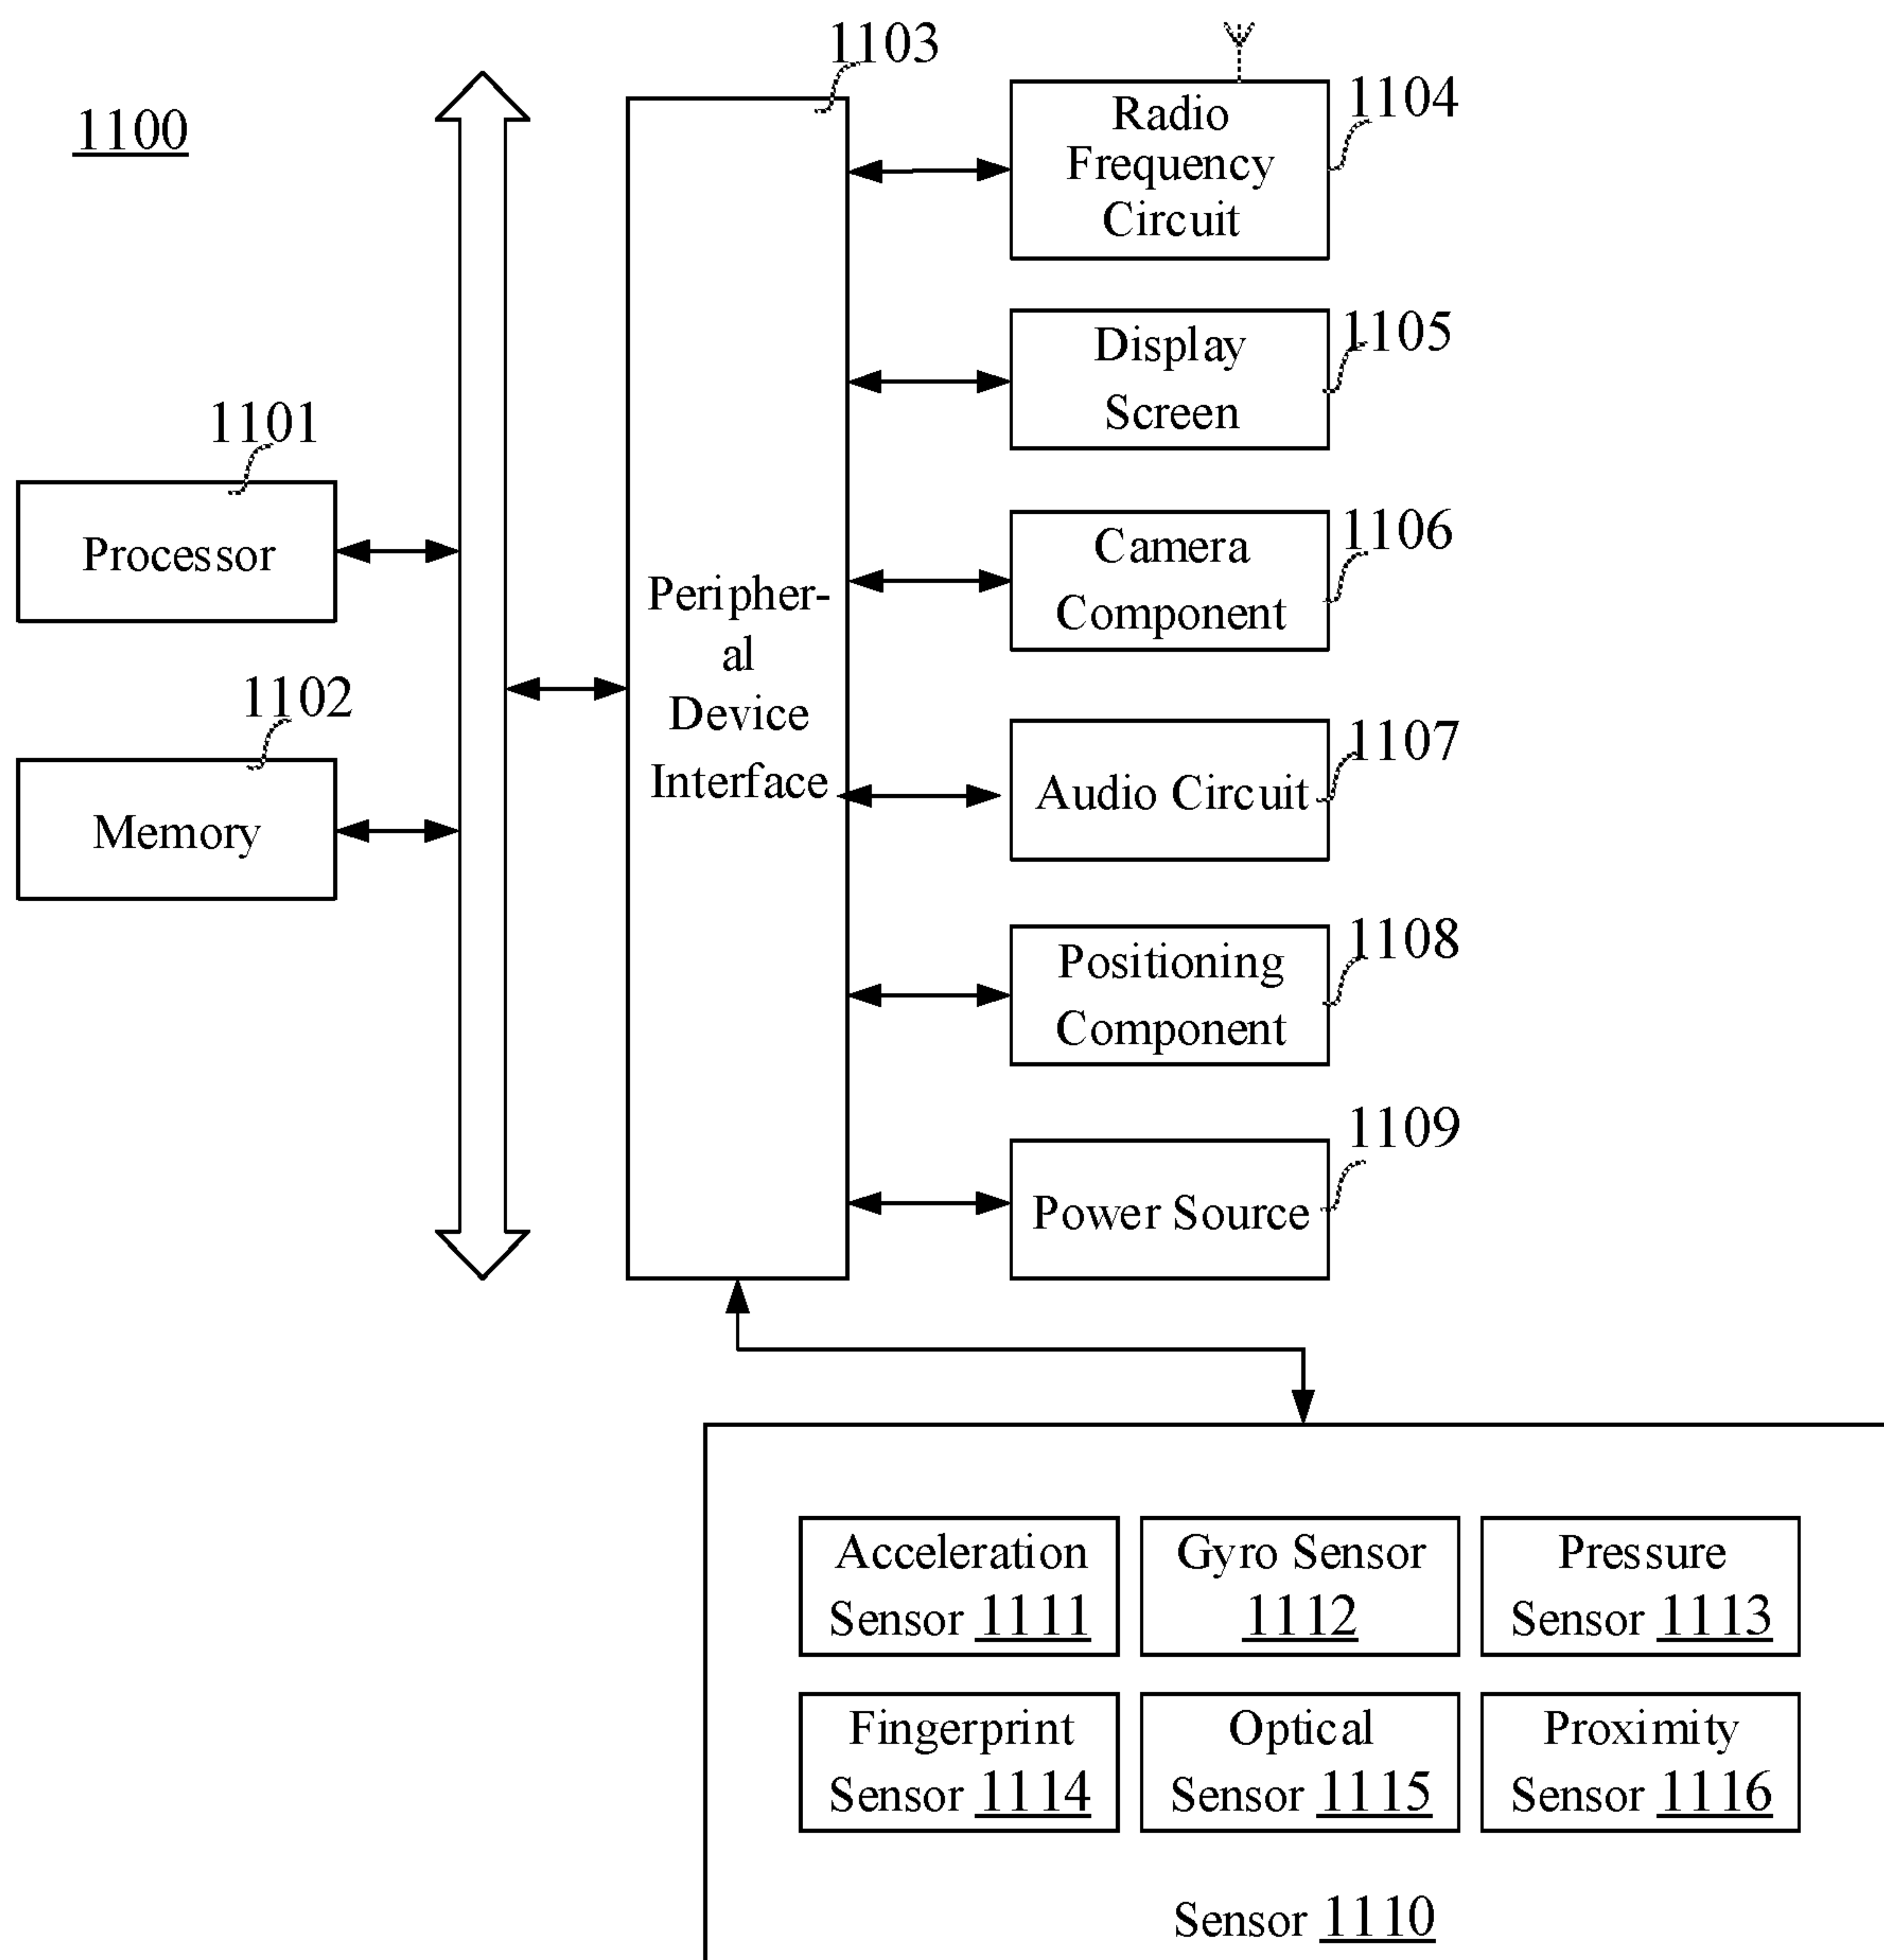 1100
1103
1104
Radio
Frequency
Circuit
1105
Display
Screen
1101
Processor
1106
Camera
Component
Peripher-
al
Device
Interface
1102
Memory
1107
Audio Circuit
1108
Positioning
Component
1109
Power Source
Acceleration
Sensor 1111
Gyro Sensor
1112
Pressure
Sensor 1113
Fingerprint
Sensor 1114
Optical
Sensor 1115
Proximity
Sensor 1116
Sensor 1110